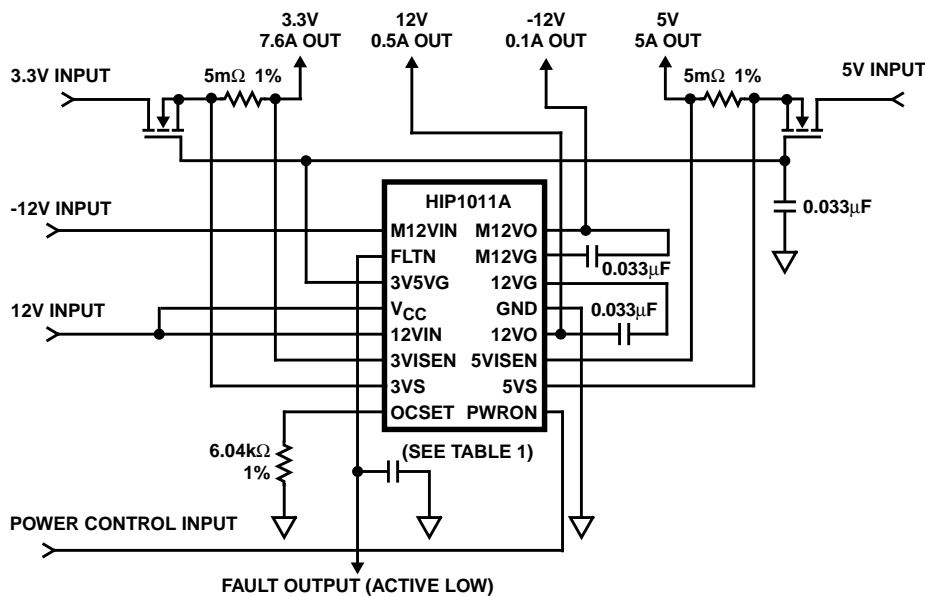 3.3V
7.6A OUT
12V
0.5A OUT
-12V
0.1A OUT
5V
5A OUT
3.3V INPUT
5mΩ 1%
5mΩ 1%
5V INPUT
HIP1011A
0.033µF
-12V INPUT
M12VIN
M12VO
FLTN
M12VG
0.033µF
3V5VG
12VG
12V INPUT
VCC
GND
0.033µF
12VIN
12VO
3VISEN
5VISEN
3VS
5VS
OCSET
PWRON
6.04kΩ
1%
(SEE TABLE 1)
POWER CONTROL INPUT
FAULT OUTPUT (ACTIVE LOW)